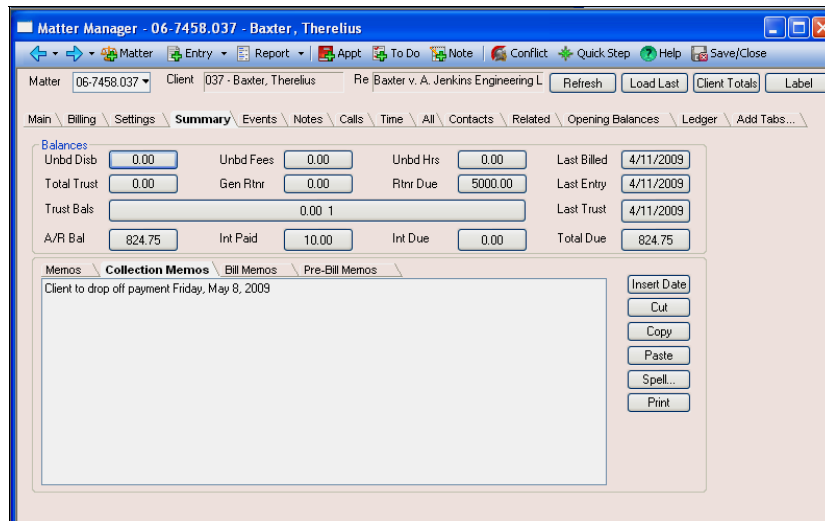 Matter Manager - 06-7458.037 - Baxter, Therelius
Matter Entry Report Appt To Do Note Conflict Quick Step Help Save/Close
Matter 06-7458.037 Client 037 - Baxter, Therelius Re Baxter v. A. Jenkins Engineering L Refresh Load Last Client Totals Label
Main Billing Settings Summary Events Notes Calls Time All Contacts Related Opening Balances Ledger Add Tabs...
Balances
Unbd Disb 0.00 Unbd Fees 0.00 Unbd Hrs 0.00 Last Billed 4/11/2009
Total Trust 0.00 Gen Rtnr 0.00 Rtnr Due 5000.00 Last Entry 4/11/2009
Trust Bals 0.00 1 Last Trust 4/11/2009
A/R Bal 824.75 Int Paid 10.00 Int Due 0.00 Total Due 824.75
Memos Collection Memos Bill Memos Pre-Bill Memos
Client to drop off payment Friday, May 8, 2009
Insert Date
Cut
Copy
Paste
Spell...
Print